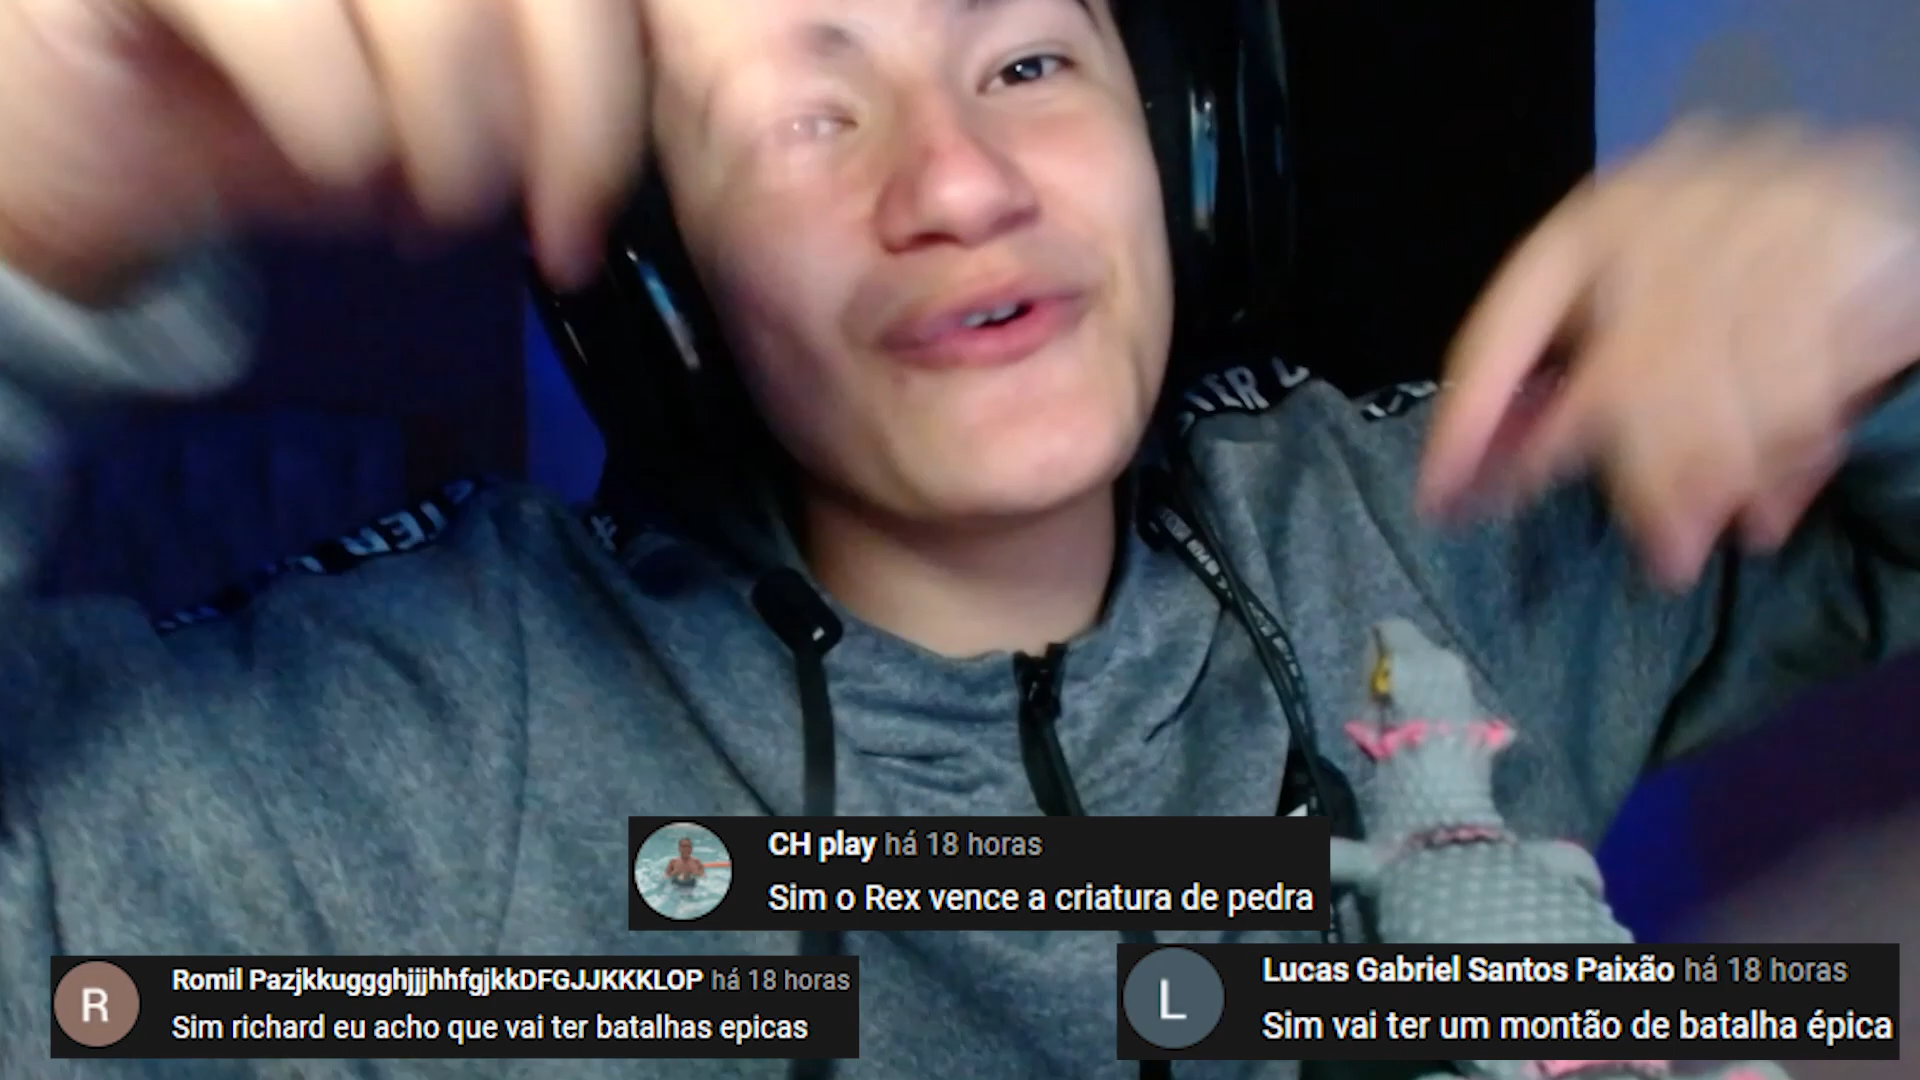 CH play há 18 horas
Sim o Rex vence a criatura de pedra
R
Romil PazjkkuggghjjjhhfgjkkDFGJJKKKLOP há 18 horas
Sim richard eu acho que vai ter batalhas epicas
L
Lucas Gabriel Santos Paixão há 18 horas
Sim vai ter um montão de batalha épica